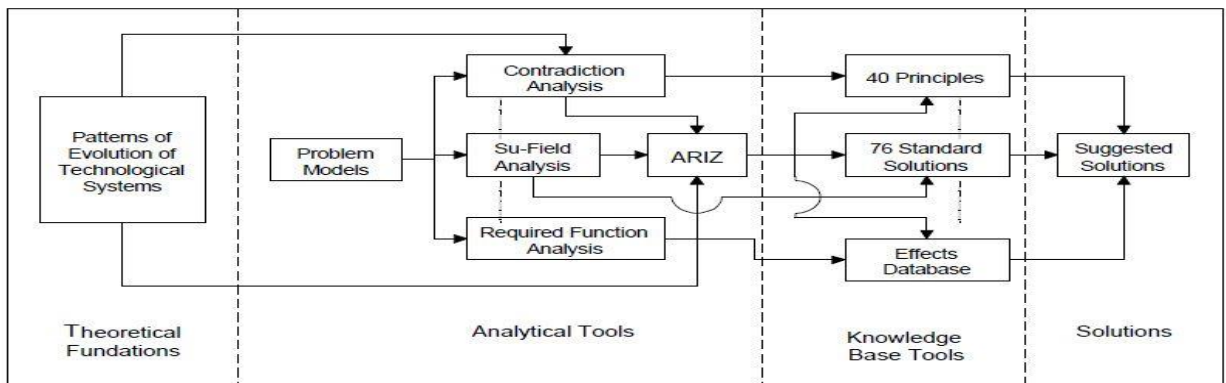 Patterns of
Evolution of
Technological
Systems
Theoretical
Fundations
Problem
Models
Contradiction
Analysis
Su-Field
Analysis
Required Function
Analysis
ARIZ
Analytical Tools
40 Principles
76 Standard
Solutions
Effects
Database
Knowledge
Base Tools
Suggested
Solutions
Solutions